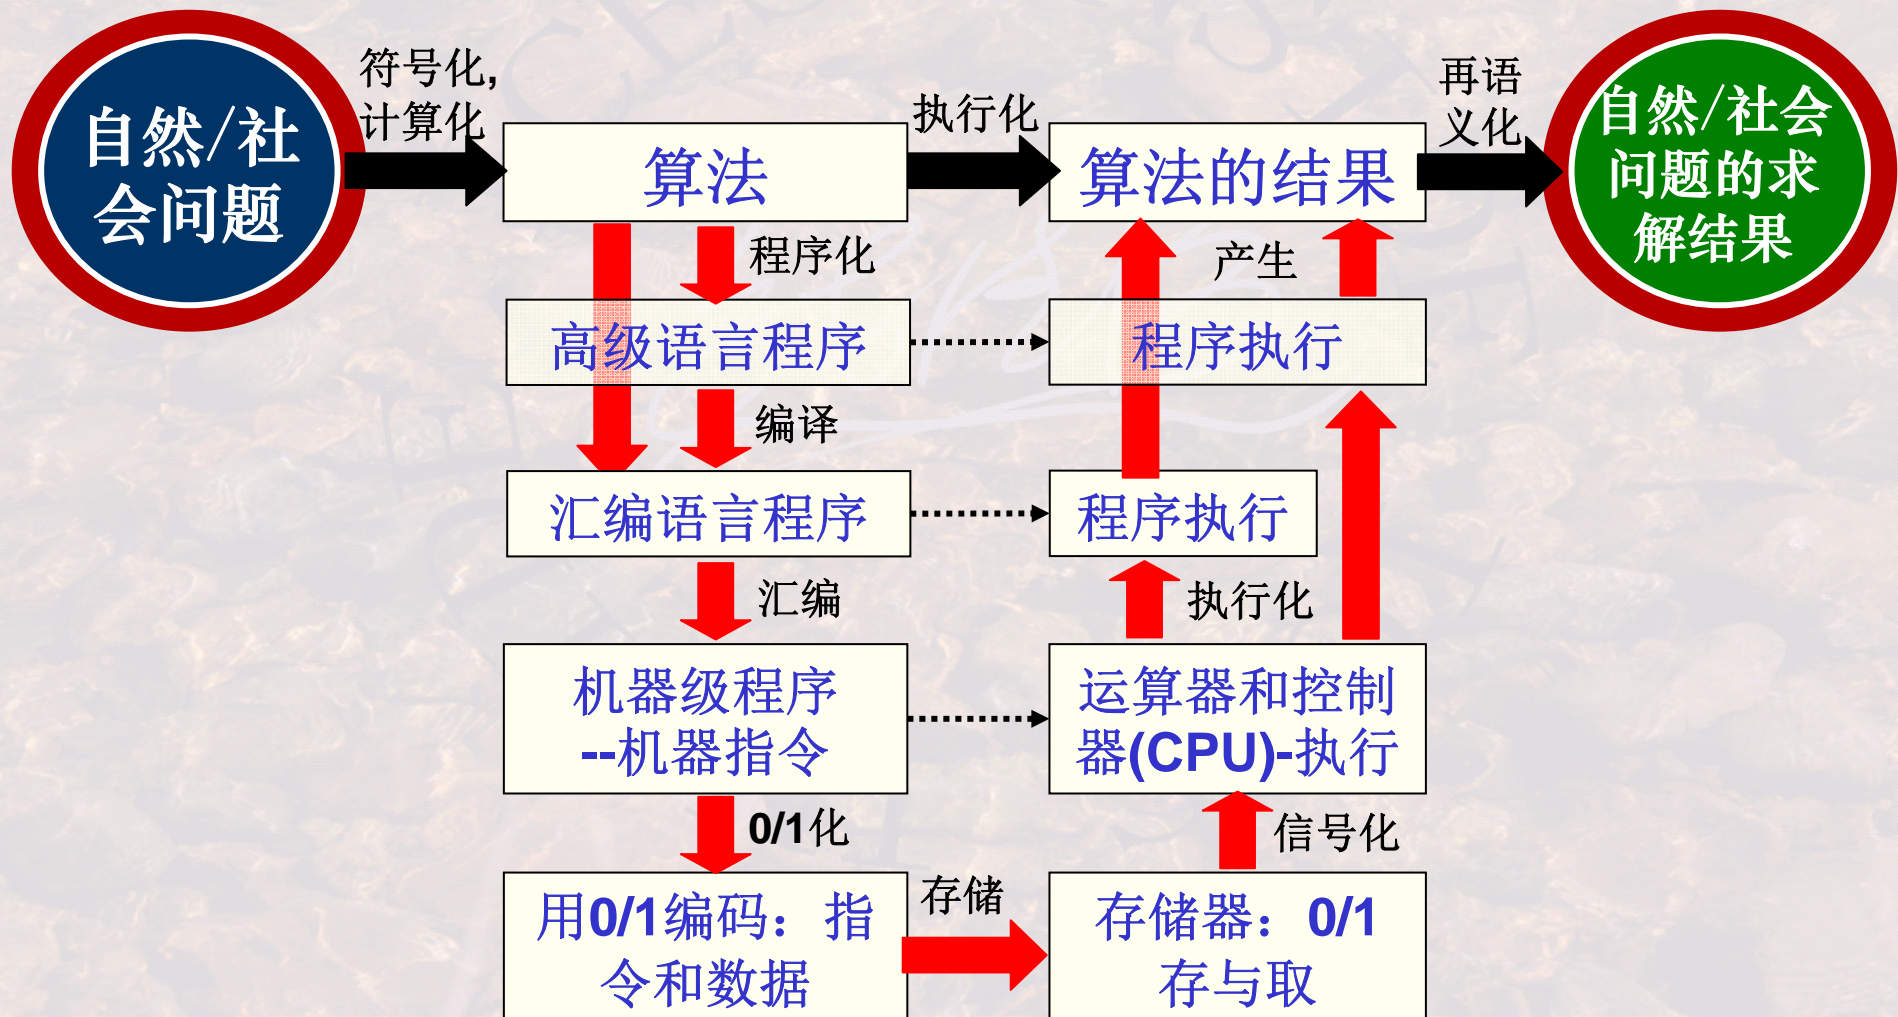 自然/社
会问题
符号化,
计算化
算法
执行化
算法的结果
再语
义化
自然/社会
问题的求
解结果
程序化
产生
高级语言程序
程序执行
编译
汇编语言程序
程序执行
汇编
执行化
机器级程序
--机器指令
运算器和控制
器(CPU)-执行
0/1化
信号化
用0/1编码：指
令和数据
存储
存储器：0/1
存与取